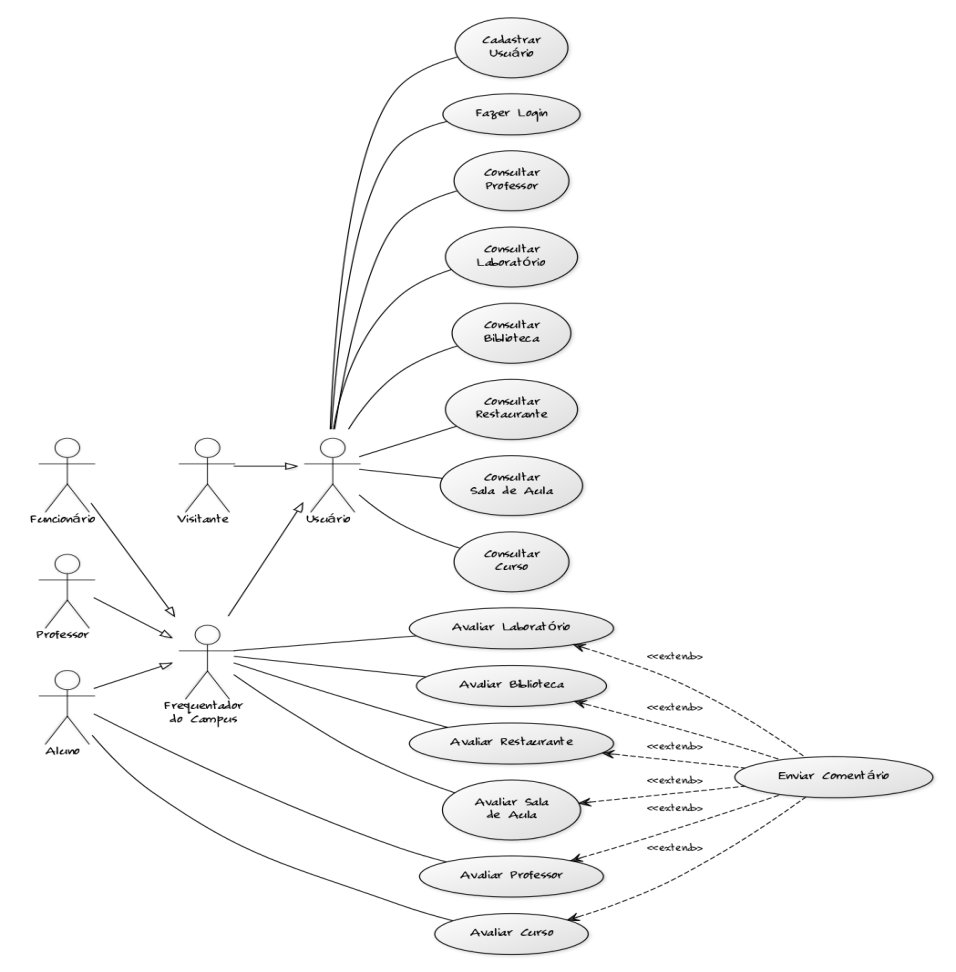 Cadastrar
Usuário
Fazer Login
Consultar
Professor
Consultar
Laboratório
Consultar
Biblioteca
Consultar
Restaurante
Consultar
Sala de Aula
Consultar
Curso
Funcionário
Visitante
Usuário
Professor
Aluno
Frequentador
do Campus
Avaliar Laboratório
Avaliar Biblioteca
Avaliar Restaurante
Avaliar Sala
de Aula
Avaliar Professor
Avaliar Curso
<<extend>>
<<extend>>
<<extend>>
<<extend>>
<<extend>>
<<extend>>
Enviar Comentário